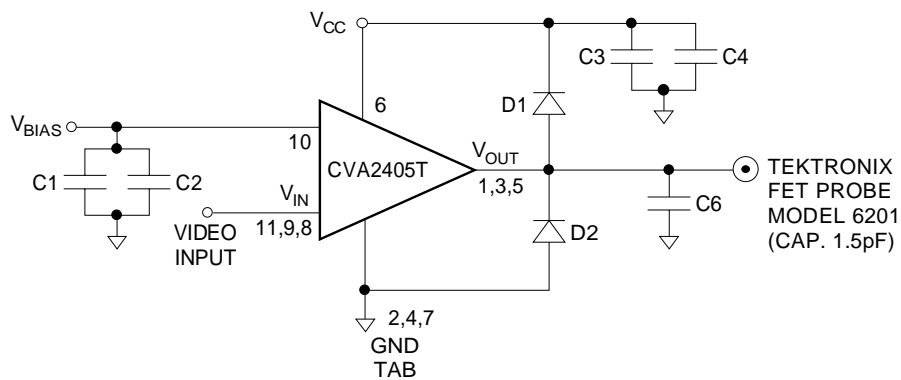 VCC
C3
C4
D1
6
VBIAS
10
VOUT
CVA2405T
1,3,5
C1
C2
VIN
11,9,8
VIDEO
INPUT
C6
D2
TEKTRONIX
FET PROBE
MODEL 6201
(CAP. 1.5pF)
2,4,7
GND
TAB